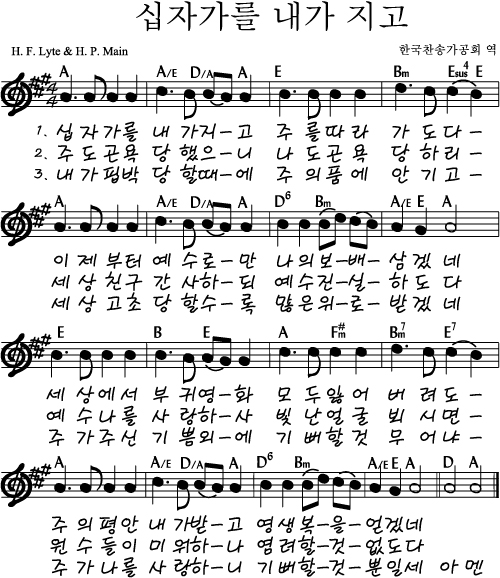 십자가를 내가 지고
H. F. Lyte & H. P. Main 한국찬송가공회 역
A A/E D/A A E Bm Esus4 E
1. 십 자 가 를 내 가 지 - 고 주 를 따 라 가 도 다 -
2. 주 도 곤 욕 당 했 으 - 니 나 도 곤 욕 당 하 리 -
3. 내 가 핍 박 당 할 때 - 에 주 의 품 에 안 기 고 -
A A/E D/A A D6 Bm A/E E A
이 제 부 터 예 수 로 - 만 나 의 보 - 배 - 삼 겠 네
세 상 친 구 간 사 하 - 되 예 수 진 - 실 - 하 도 다
세 상 고 초 당 할 수 - 록 많 은 위 - 로 - 받 겠 네
E B E A F#m Bm7 E7
세 상 에 서 부 귀 영 - 화 모 두 잃 어 버 려 도 -
예 수 나 를 사 랑 하 - 사 빛 난 얼 굴 뵈 시 면 -
주 가 주 신 기 쁨 외 - 에 기 뻐 할 것 무 어 냐 -
A A/E D/A A D6 Bm A/E E A D A
주 의 평 안 내 가 받 - 고 영 생 복 - 을 - 얻 겠 네
원 수 들 이 미 워 하 - 나 염 려 할 - 것 - 없 도 다
주 가 나 를 사 랑 하 - 니 기 뻐 할 - 것 - 뿐 일 세 아 멘